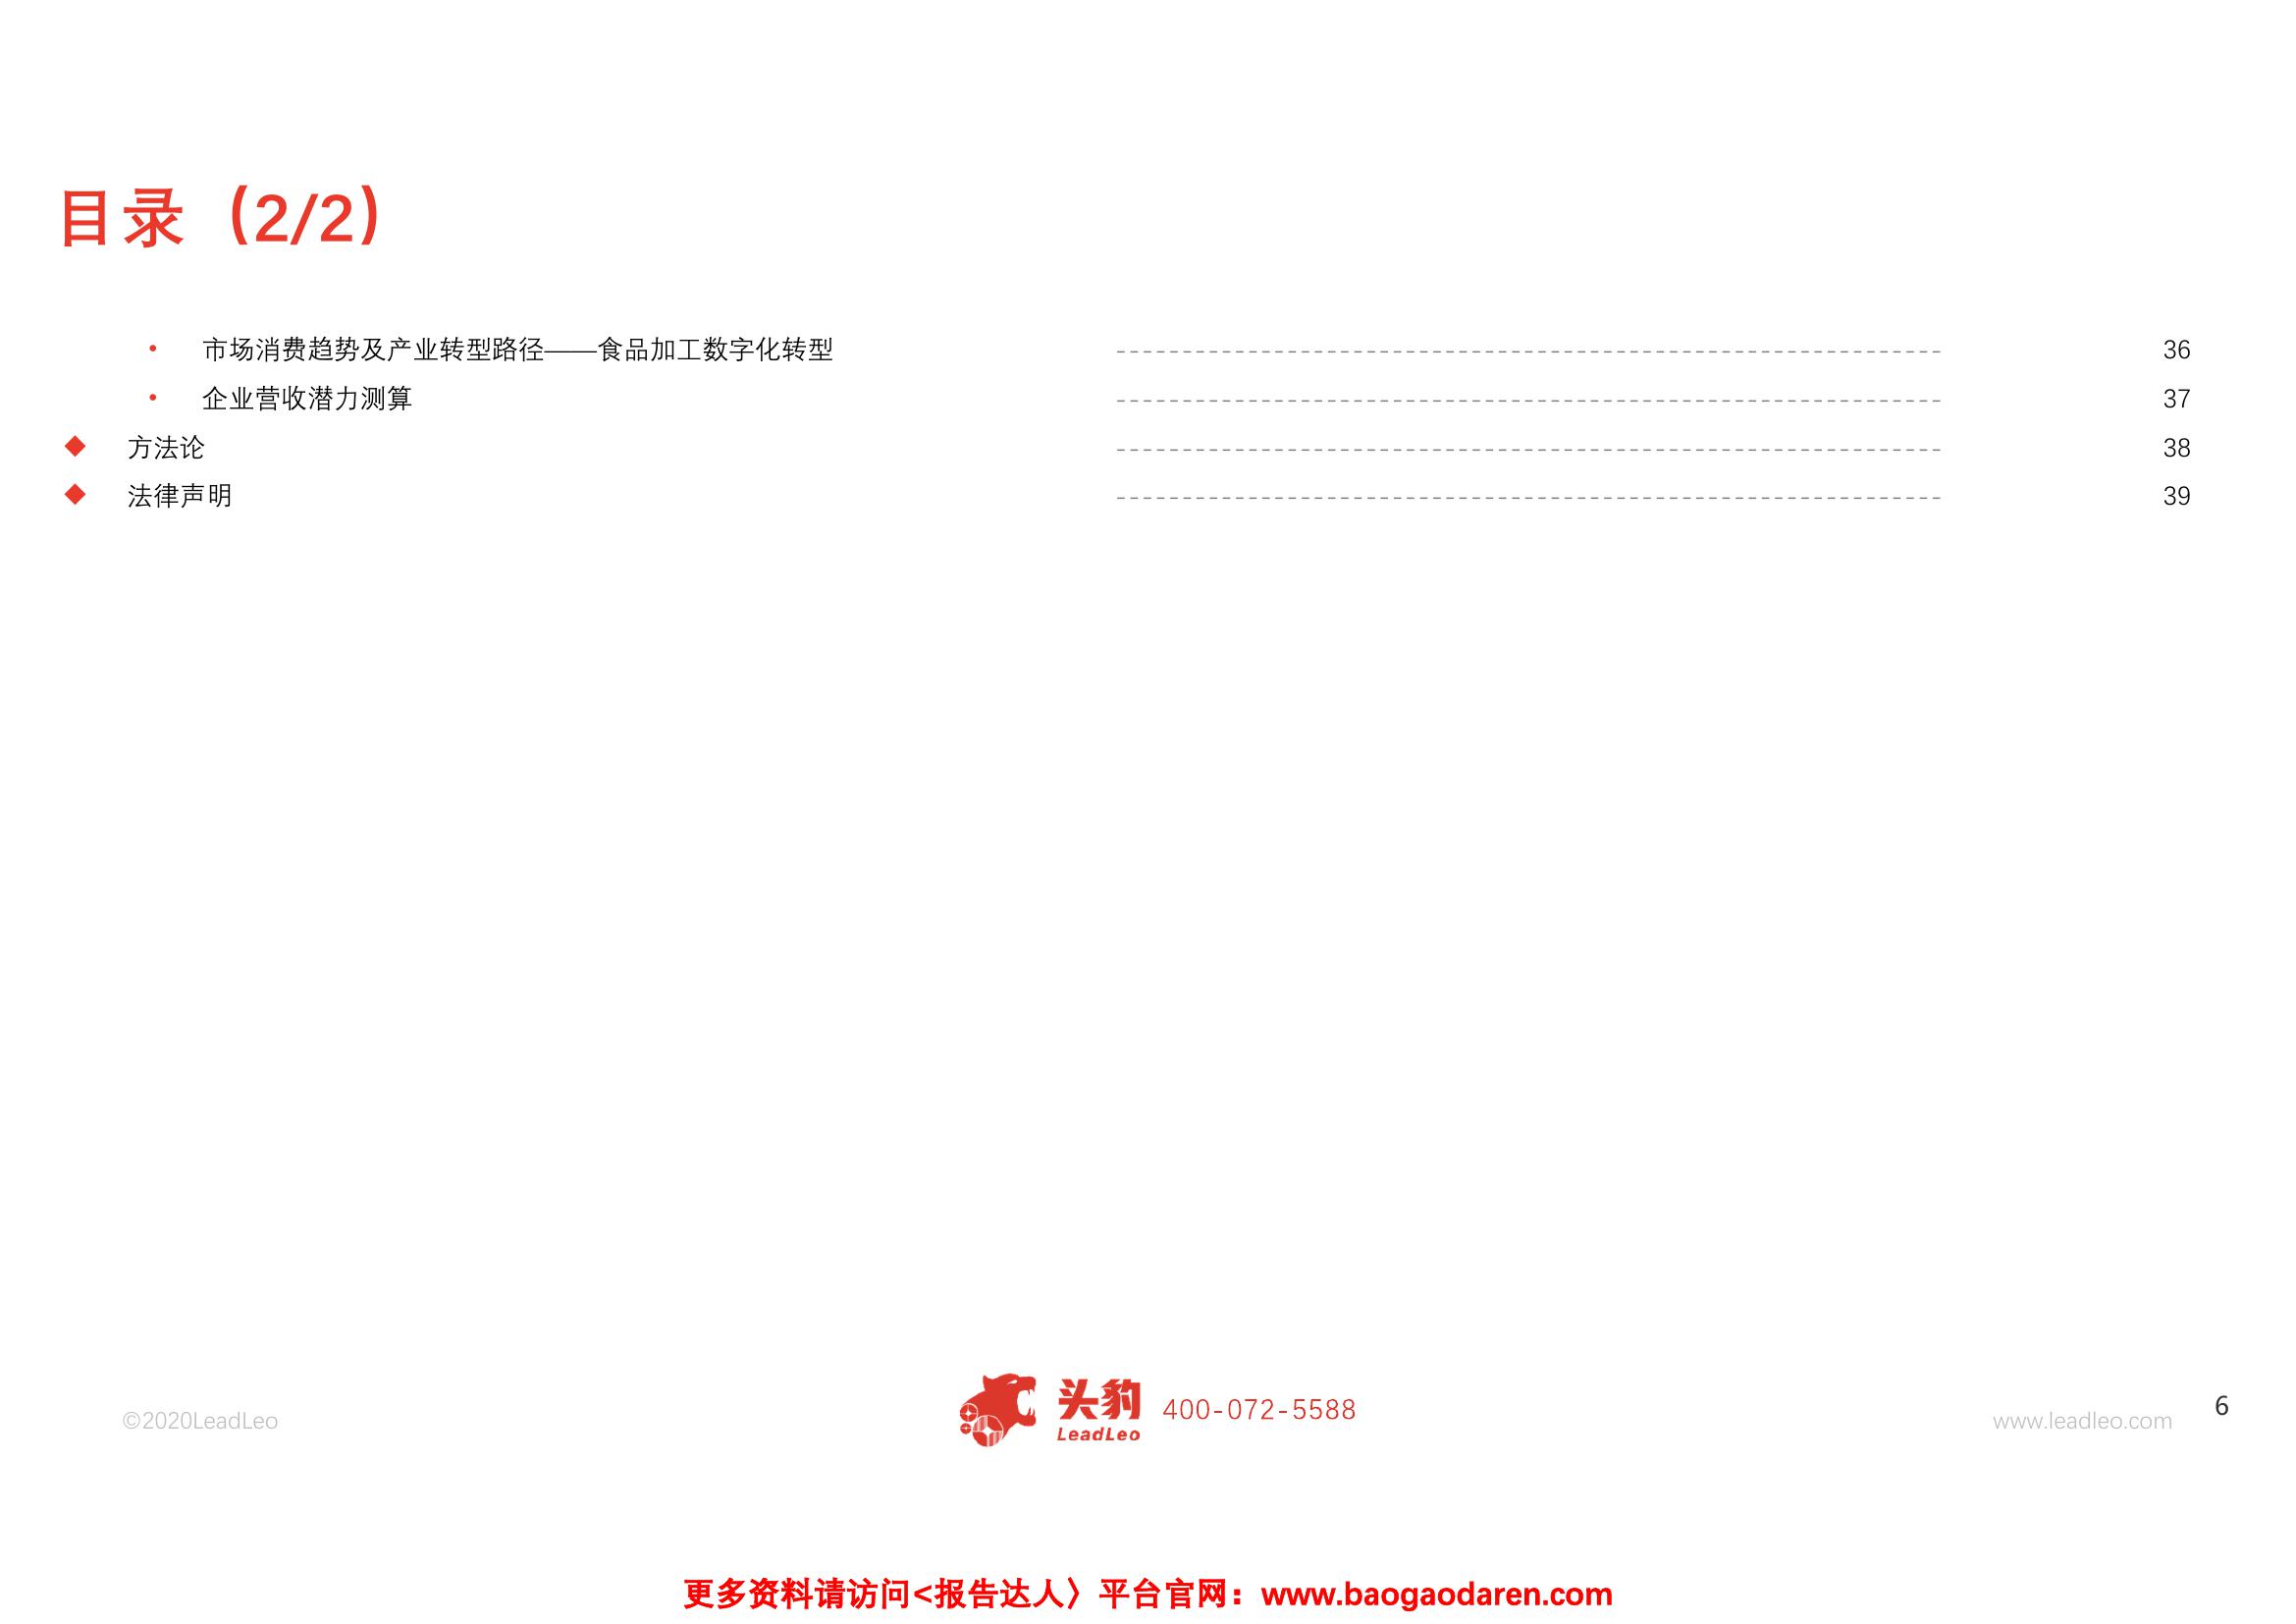 目录（2/2）
• 市场消费趋势及产业转型路径——食品加工数字化转型 ---------------------------------------------------------------- 36
• 企业营收潜力测算 ---------------------------------------------------------------- 37
◆ 方法论 ---------------------------------------------------------------- 38
◆ 法律声明 ---------------------------------------------------------------- 39
©2020LeadLeo
头豹
LeadLeo
400-072-5588
www.leadleo.com
6
更多资料请访问<报告达人〉平台官网：www.baogaodaren.com